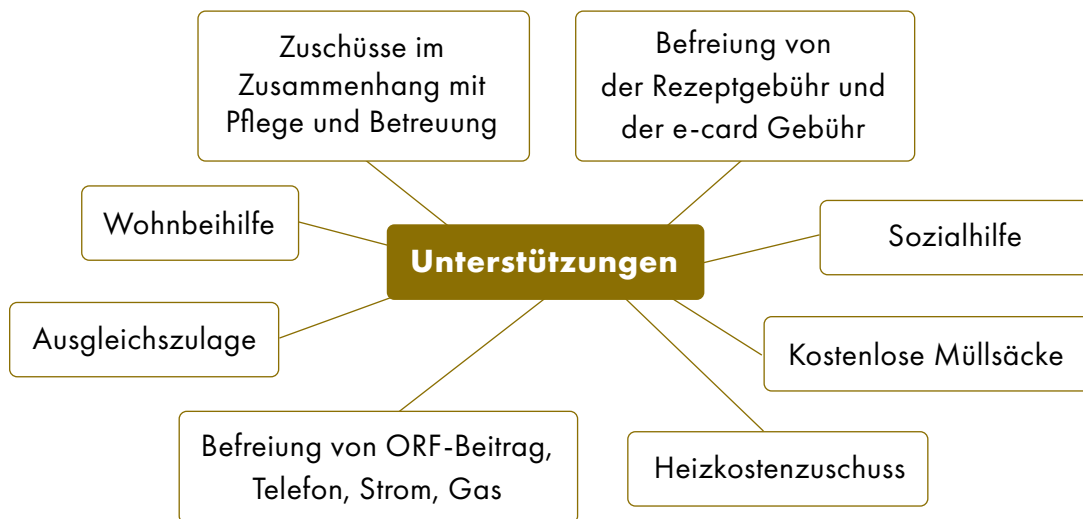 Zuschüsse im
Zusammenhang mit
Pflege und Betreuung
Befreiung von
der Rezeptgebühr und
der e-card Gebühr
Wohnbeihilfe
Unterstützungen
Sozialhilfe
Ausgleichszulage
Kostenlose Müllsäcke
Befreiung von ORF-Beitrag,
Telefon, Strom, Gas
Heizkostenzuschuss